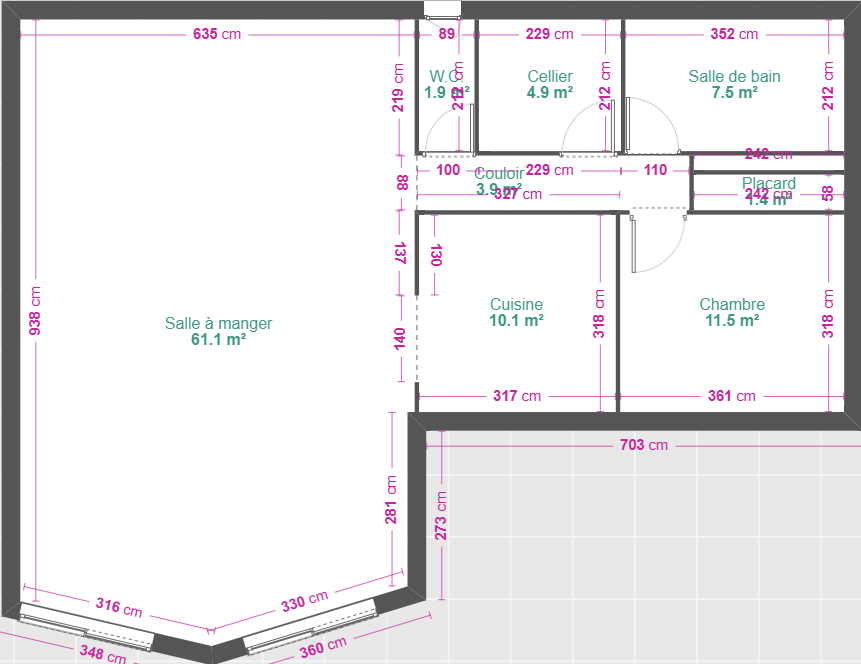 635 cm
89
229 cm
352 cm
219 cm
W.C.
1.9 m²
212 cm
Cellier
4.9 m²
212 cm
Salle de bain
7.5 m²
212 cm
242 cm
88
100
229 cm
110
Couloir
3.9 m²
327 cm
Placard
1.4 m²
242 cm
58
137
130
938 cm
Salle à manger
61.1 m²
140
Cuisine
10.1 m²
318 cm
Chambre
11.5 m²
318 cm
317 cm
361 cm
703 cm
281 cm
273 cm
316 cm
330 cm
348 cm
360 cm